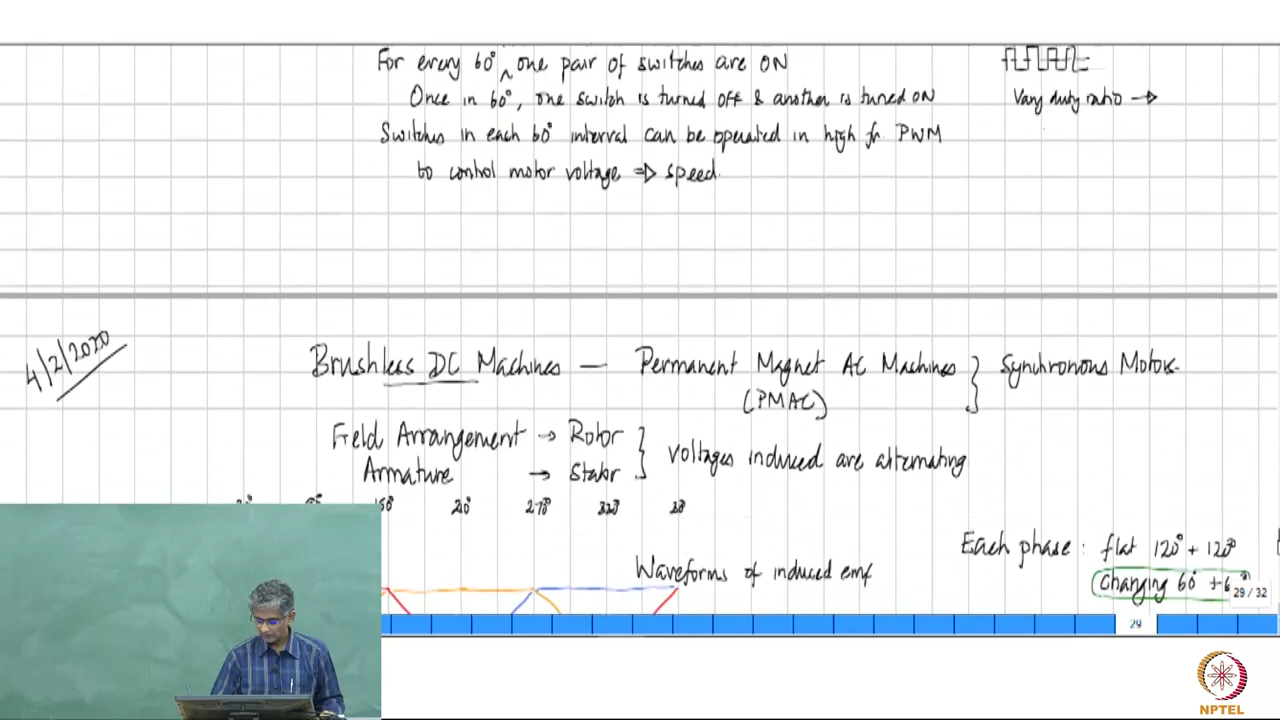 For every 60° ^ one pair of switches are ON
Once in 60°, one switch is turned off & another is tuned ON
Vary duty ratio →
Switches in each 60° interval can be operated in high fr. PWM
to control motor voltage ⇒ speed.
4/2/2020
Brushless DC Machines — Permanent Magnet AC Machines } Synchronous Motors
(PMAC)
Field Arrangement → Rotor
Armature → Stator
} voltages induced are alternating
150° 210° 270° 330° 30°
Each phase : flat 120° + 120°
Waveforms of induced emf
Changing 60° + 6
29 / 32
29
NPTEL